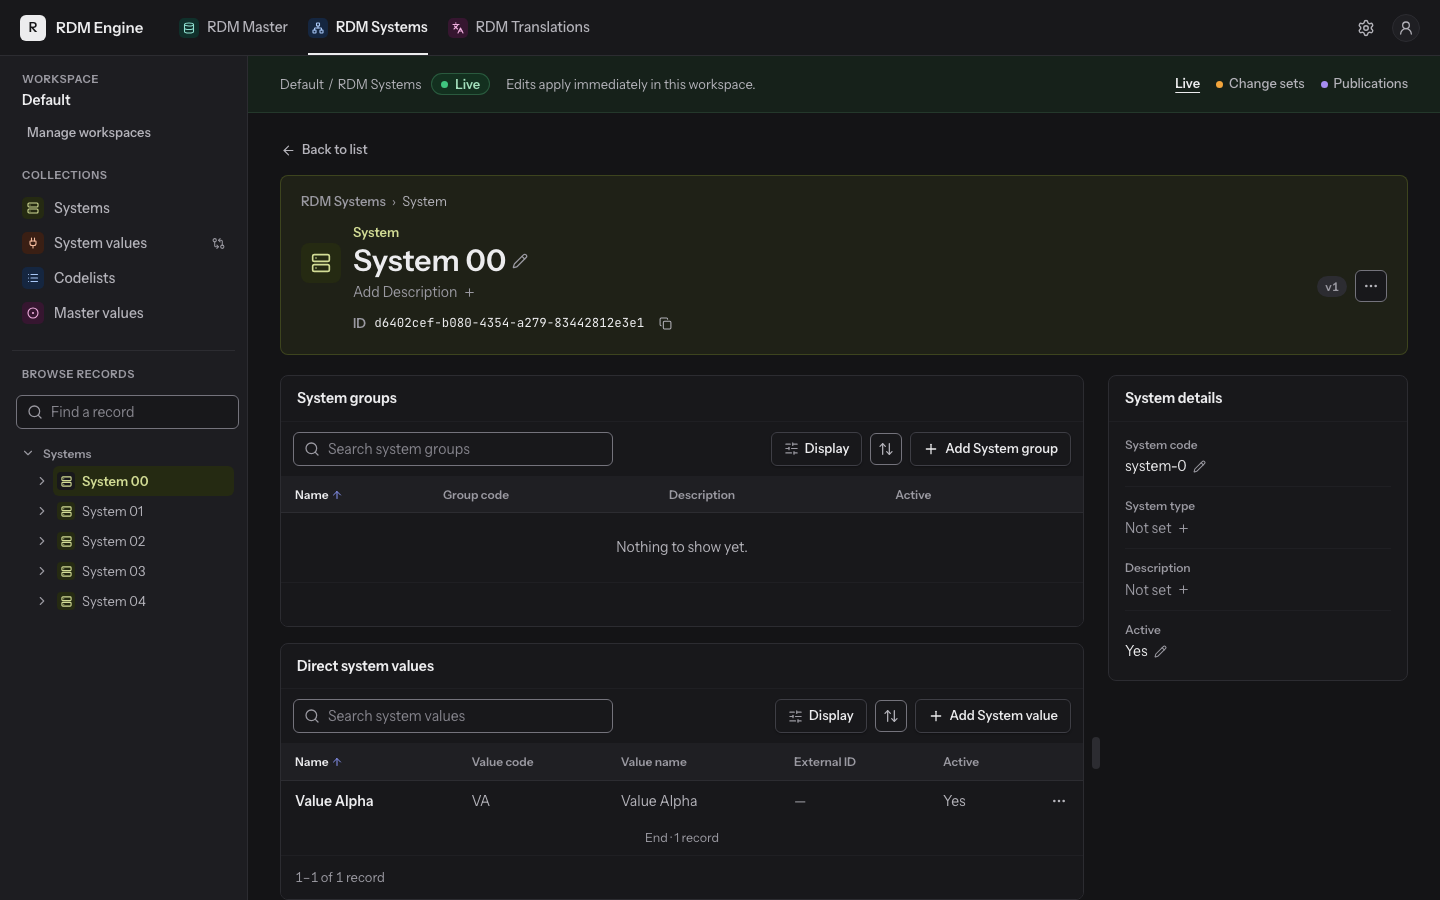 R RDM Engine RDM Master RDM Systems RDM Translations
WORKSPACE
Default
Manage workspaces
COLLECTIONS
Systems
System values
Codelists
Master values
BROWSE RECORDS
Find a record
Systems
System 00
System 01
System 02
System 03
System 04
Default / RDM Systems Live Edits apply immediately in this workspace. Live Change sets Publications
Back to list
RDM Systems › System
System
System 00
Add Description +
ID d6402cef-b080-4354-a279-83442812e3e1
v1
System groups
Search system groups Display + Add System group
Name ↑ Group code Description Active
Nothing to show yet.
Direct system values
Search system values Display + Add System value
Name ↑ Value code Value name External ID Active
Value Alpha VA Value Alpha — Yes
End · 1 record
1–1 of 1 record
System details
System code
system-0
System type
Not set +
Description
Not set +
Active
Yes